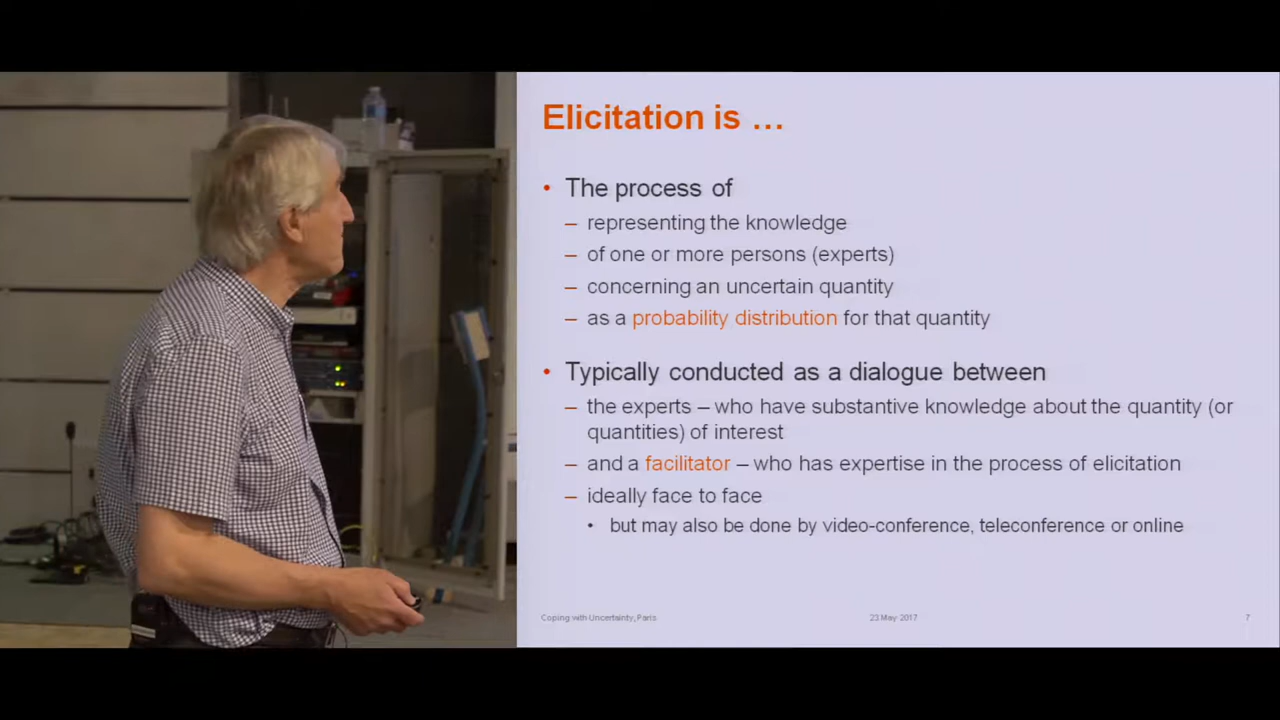 Elicitation is …
• The process of
– representing the knowledge
– of one or more persons (experts)
– concerning an uncertain quantity
– as a probability distribution for that quantity
• Typically conducted as a dialogue between
– the experts – who have substantive knowledge about the quantity (or
quantities) of interest
– and a facilitator – who has expertise in the process of elicitation
– ideally face to face
• but may also be done by video-conference, teleconference or online
Coping with Uncertainty, Paris 23 May 2017 7